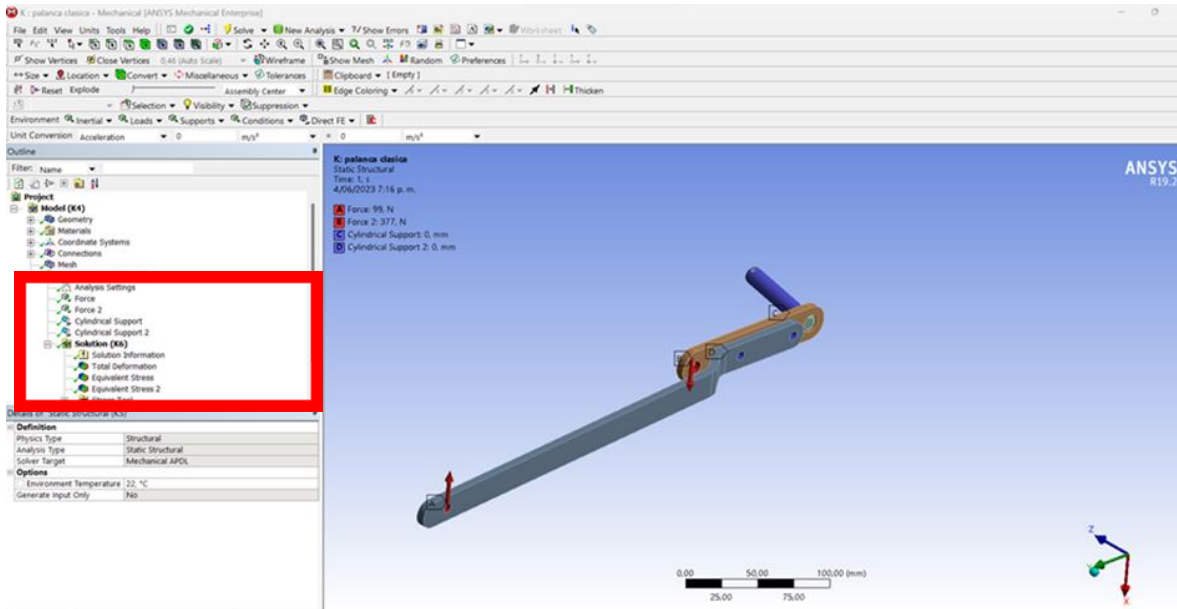 K : palanca clasica - Mechanical [ANSYS Mechanical Enterprise]
File Edit View Units Tools Help Solve New Analysis ?/Show Errors Worksheet
Show Vertices Close Vertices 0,46 (Auto Scale) Wireframe Show Mesh Random Preferences
Size Location Convert Miscellaneous Tolerances Clipboard [ Empty ]
Reset Explode Assembly Center Edge Coloring Thicken
Selection Visibility Suppression
Environment Inertial Loads Supports Conditions Direct FE
Unit Conversion Acceleration 0 m/s² = 0 m/s²
Outline
Filter: Name
Project
Model (K4)
Geometry
Materials
Coordinate Systems
Connections
Mesh
Analysis Settings
Force
Force 2
Cylindrical Support
Cylindrical Support 2
Solution (K6)
Solution Information
Total Deformation
Equivalent Stress
Equivalent Stress 2
Details of "Static Structural (K5)"
Definition
Physics Type Structural
Analysis Type Static Structural
Solver Target Mechanical APDL
Options
Environment Temperature 22, °C
Generate Input Only No
K: palanca clasica
Static Structural
Time: 1, s
4/06/2023 7:16 p. m.
A Force: 99, N
B Force 2: 377, N
C Cylindrical Support: 0, mm
D Cylindrical Support 2: 0, mm
ANSYS
R19.2
C
D
A
0,00 50,00 100,00 (mm)
25,00 75,00
Z
X